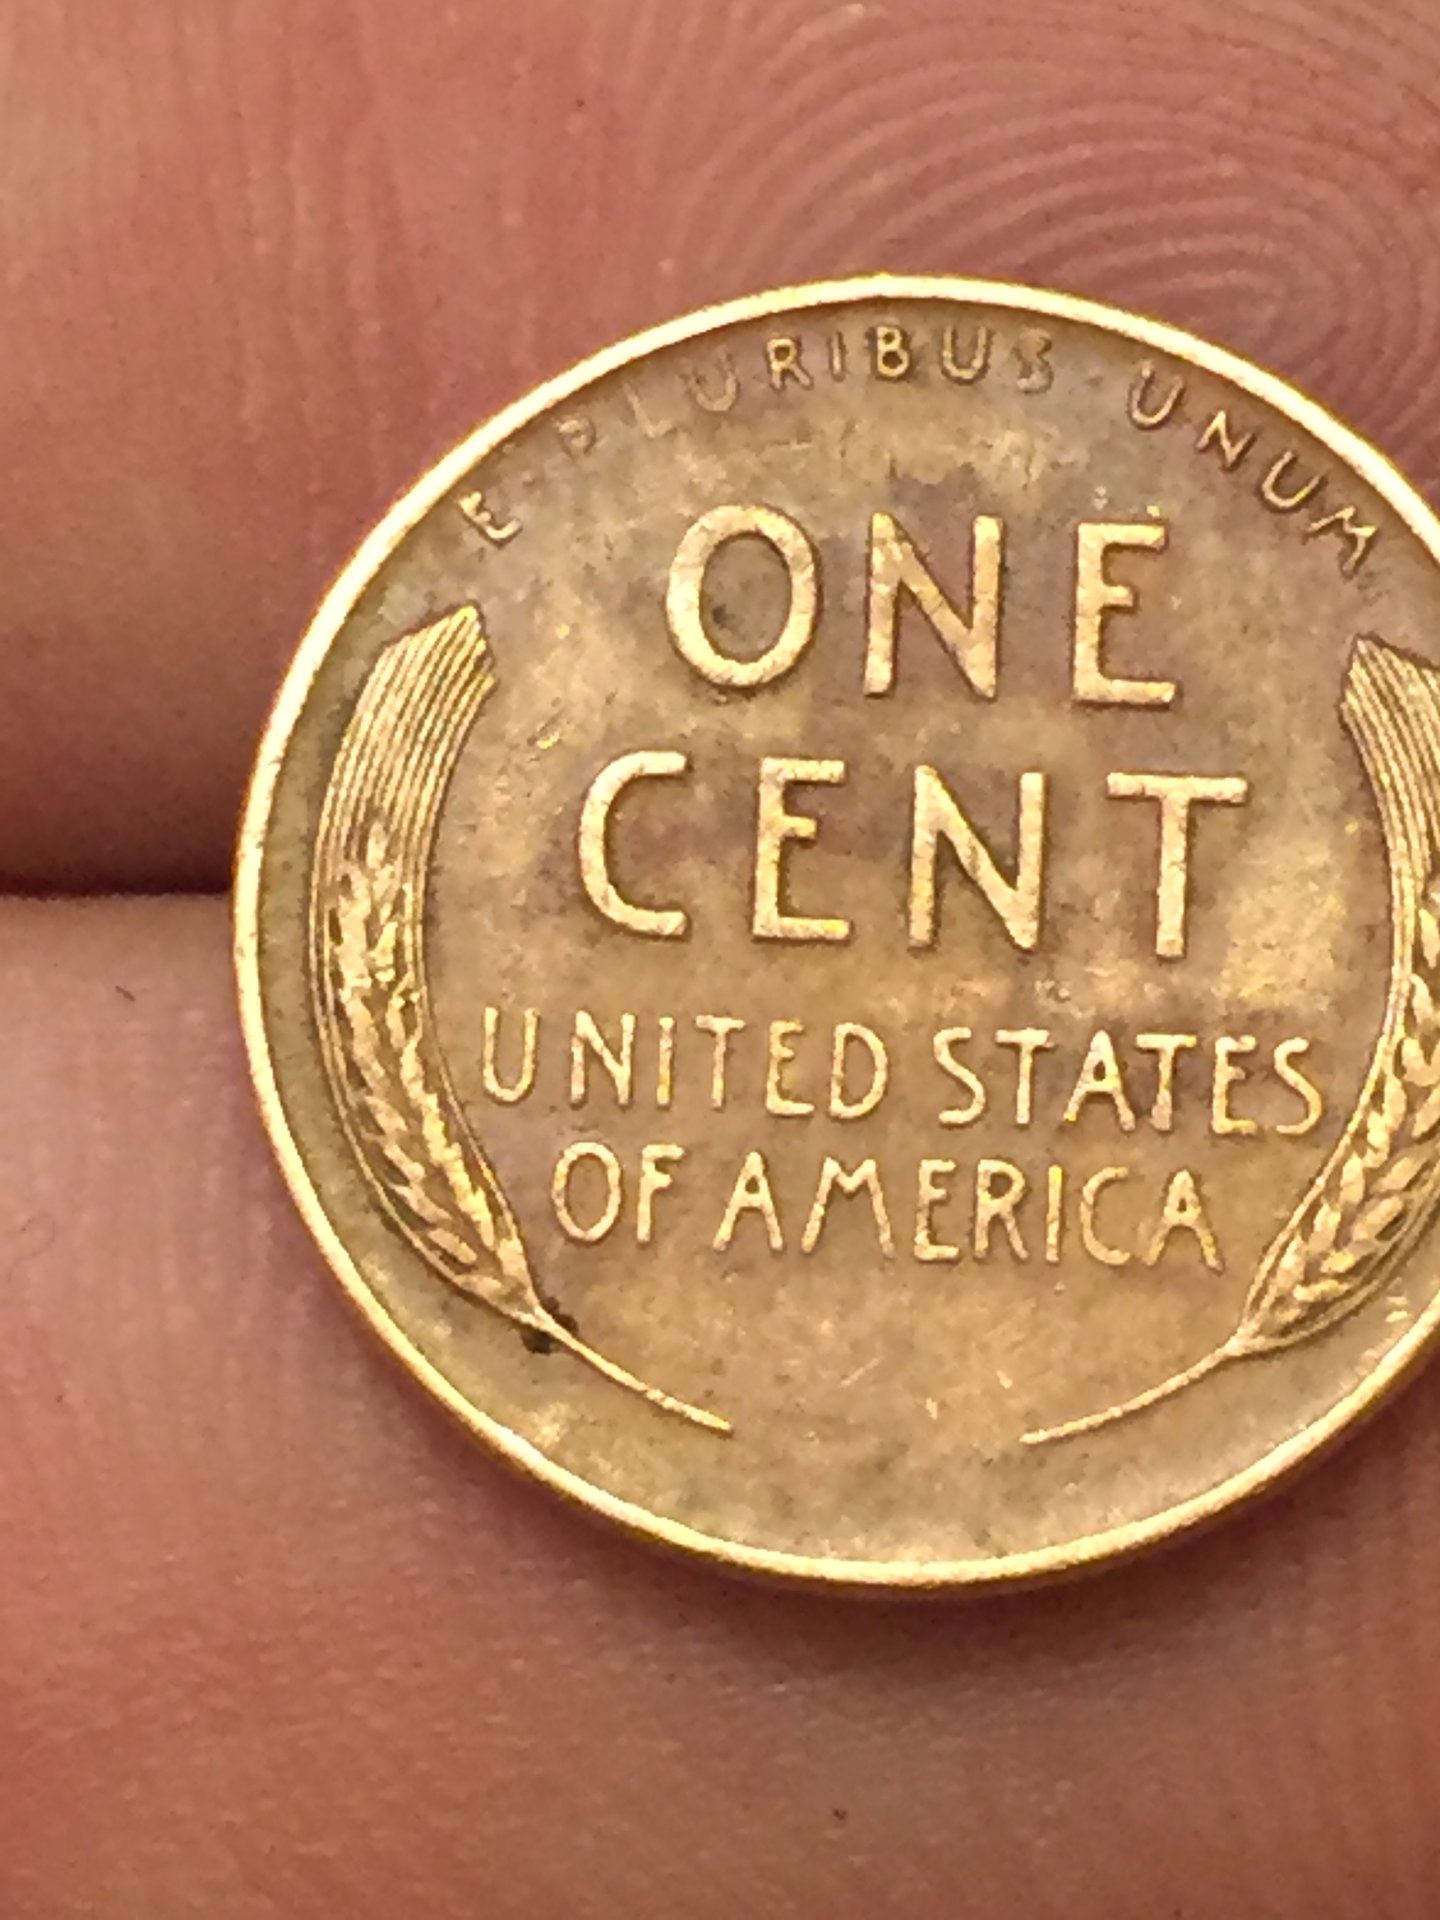 E PLURIBUS UNUM
ONE
CENT
UNITED STATES
OF AMERICA